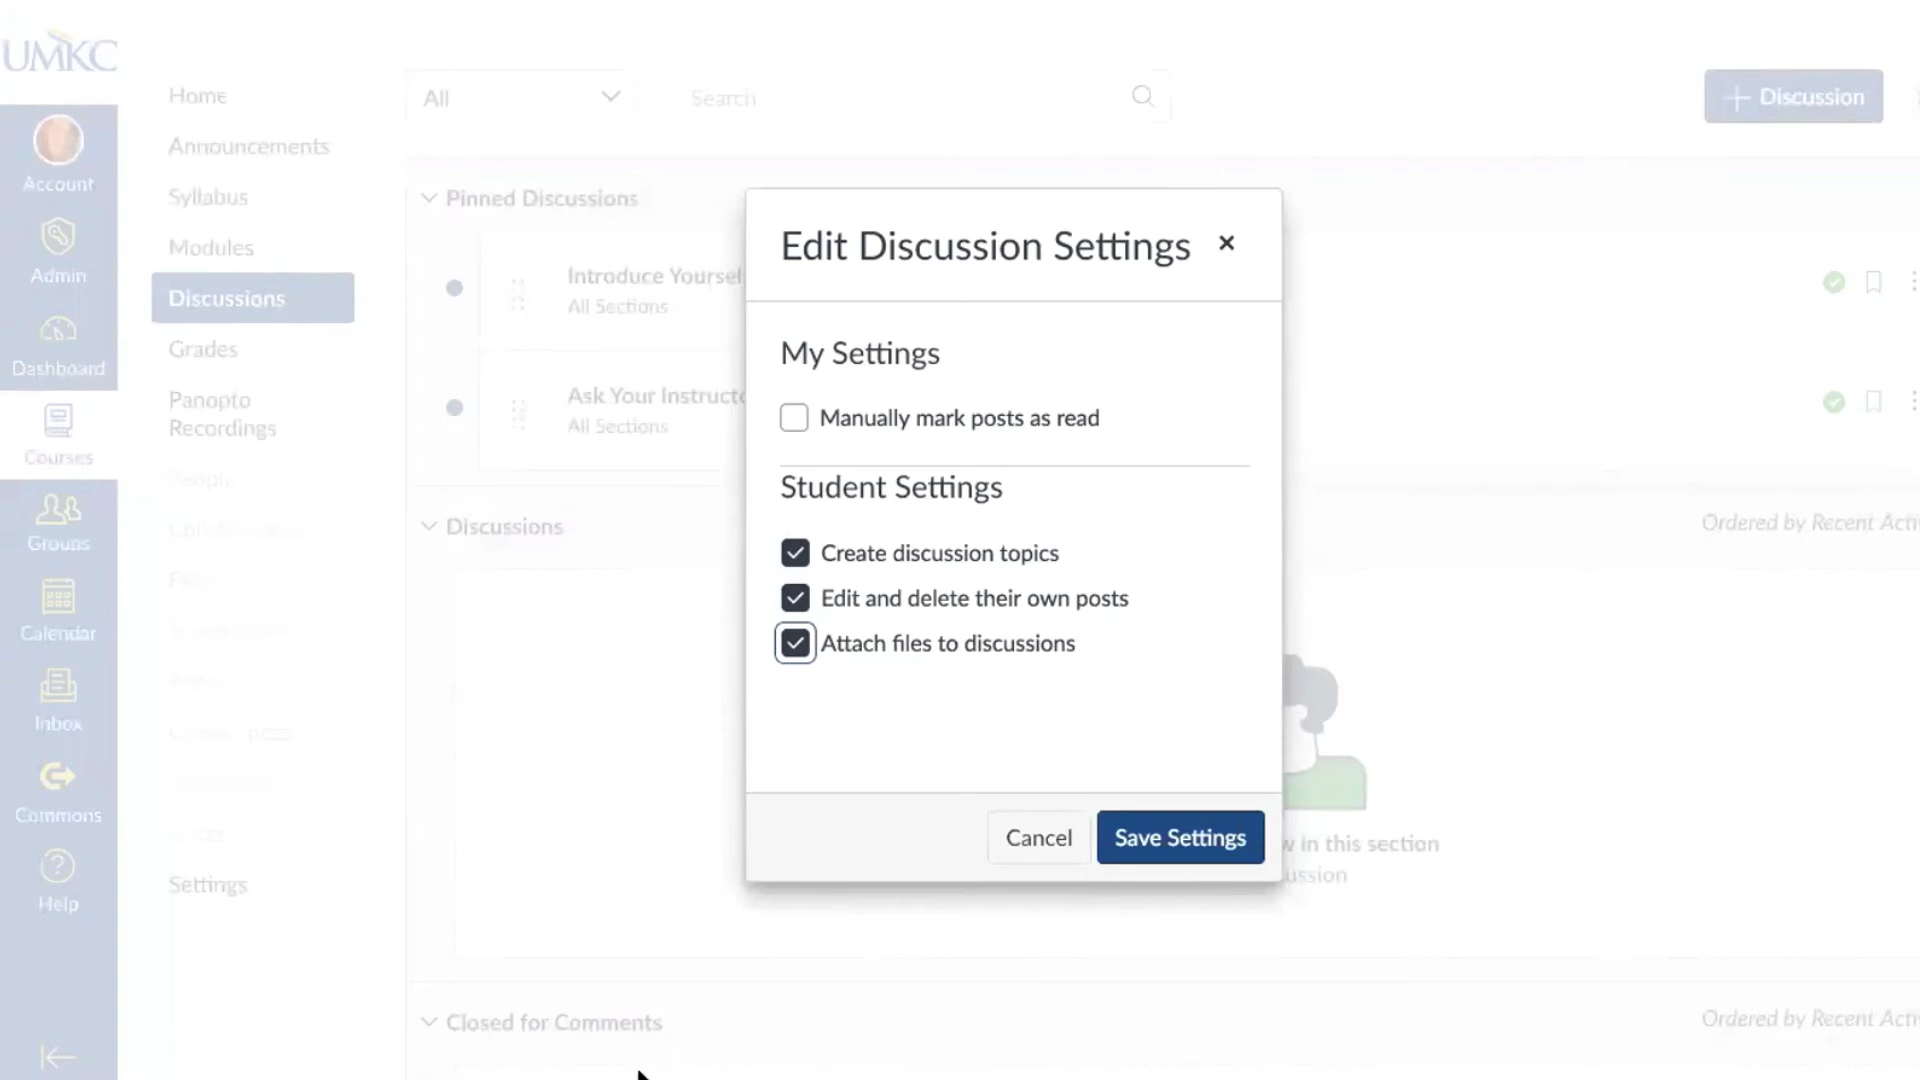 UMKC
Account
Admin
Dashboard
Courses
Groups
Calendar
Inbox
Commons
Help
Home
Announcements
Syllabus
Modules
Discussions
Grades
Panopto
Recordings
People
Settings
All
Search
Discussion
Pinned Discussions
Introduce Yoursel
All Sections
Ask Your Instruct
All Sections
Discussions
Ordered by Recent Acti
w in this section
ussion
Closed for Comments
Ordered by Recent Acti
Edit Discussion Settings
My Settings
Manually mark posts as read
Student Settings
Create discussion topics
Edit and delete their own posts
Attach files to discussions
Cancel
Save Settings